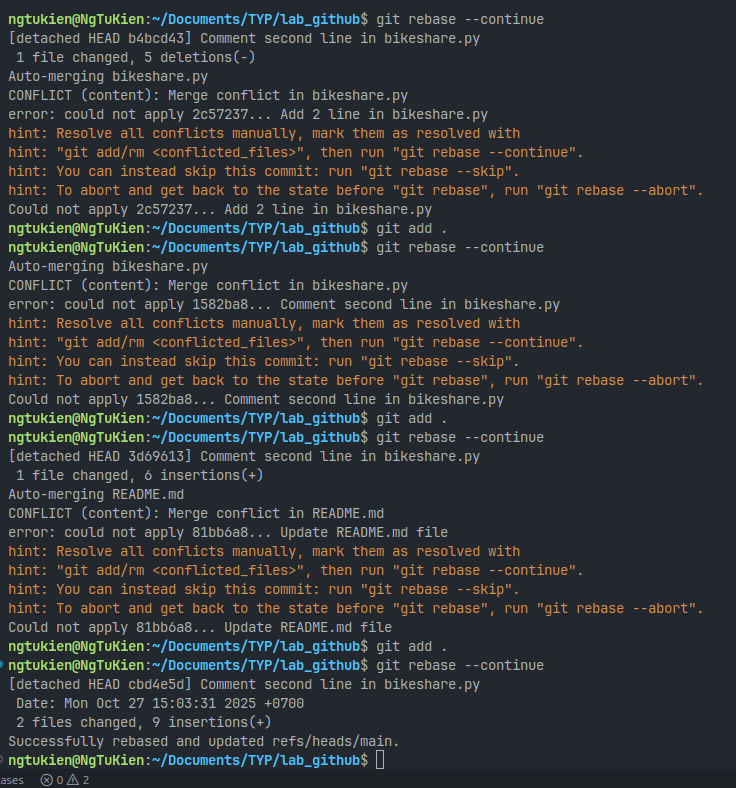 ngtukien@NgTuKien:~/Documents/TYP/lab_github$ git rebase --continue
[detached HEAD b4bcd43] Comment second line in bikeshare.py
 1 file changed, 5 deletions(-)
Auto-merging bikeshare.py
CONFLICT (content): Merge conflict in bikeshare.py
error: could not apply 2c57237... Add 2 line in bikeshare.py
hint: Resolve all conflicts manually, mark them as resolved with
hint: "git add/rm <conflicted_files>", then run "git rebase --continue".
hint: You can instead skip this commit: run "git rebase --skip".
hint: To abort and get back to the state before "git rebase", run "git rebase --abort".
Could not apply 2c57237... Add 2 line in bikeshare.py
ngtukien@NgTuKien:~/Documents/TYP/lab_github$ git add .
ngtukien@NgTuKien:~/Documents/TYP/lab_github$ git rebase --continue
Auto-merging bikeshare.py
CONFLICT (content): Merge conflict in bikeshare.py
error: could not apply 1582ba8... Comment second line in bikeshare.py
hint: Resolve all conflicts manually, mark them as resolved with
hint: "git add/rm <conflicted_files>", then run "git rebase --continue".
hint: You can instead skip this commit: run "git rebase --skip".
hint: To abort and get back to the state before "git rebase", run "git rebase --abort".
Could not apply 1582ba8... Comment second line in bikeshare.py
ngtukien@NgTuKien:~/Documents/TYP/lab_github$ git add .
ngtukien@NgTuKien:~/Documents/TYP/lab_github$ git rebase --continue
[detached HEAD 3d69613] Comment second line in bikeshare.py
 1 file changed, 6 insertions(+)
Auto-merging README.md
CONFLICT (content): Merge conflict in README.md
error: could not apply 81bb6a8... Update README.md file
hint: Resolve all conflicts manually, mark them as resolved with
hint: "git add/rm <conflicted_files>", then run "git rebase --continue".
hint: You can instead skip this commit: run "git rebase --skip".
hint: To abort and get back to the state before "git rebase", run "git rebase --abort".
Could not apply 81bb6a8... Update README.md file
ngtukien@NgTuKien:~/Documents/TYP/lab_github$ git add .
ngtukien@NgTuKien:~/Documents/TYP/lab_github$ git rebase --continue
[detached HEAD cbd4e5d] Comment second line in bikeshare.py
 Date: Mon Oct 27 15:03:31 2025 +0700
 2 files changed, 9 insertions(+)
Successfully rebased and updated refs/heads/main.
ngtukien@NgTuKien:~/Documents/TYP/lab_github$
ases 0 2